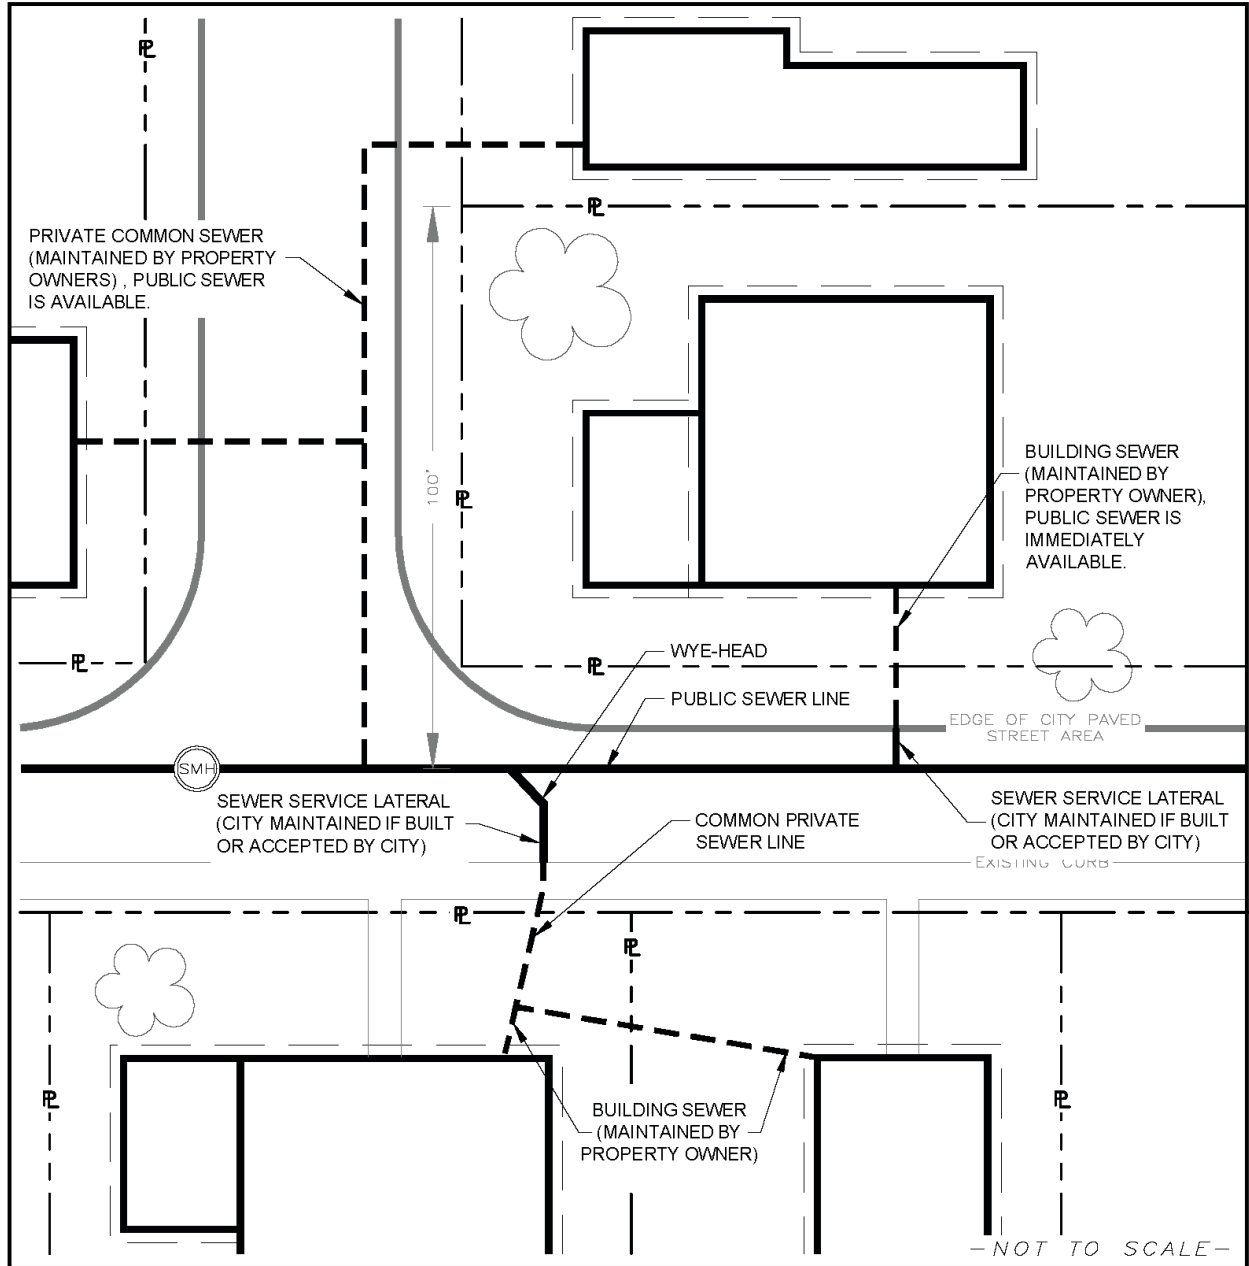 PL
PL
PRIVATE COMMON SEWER
(MAINTAINED BY PROPERTY
OWNERS) , PUBLIC SEWER
IS AVAILABLE.
100'
PL
BUILDING SEWER
(MAINTAINED BY
PROPERTY OWNER),
PUBLIC SEWER IS
IMMEDIATELY
AVAILABLE.
WYE-HEAD
PL
PL
PUBLIC SEWER LINE
EDGE OF CITY PAVED
STREET AREA
SMH
SEWER SERVICE LATERAL
(CITY MAINTAINED IF BUILT
OR ACCEPTED BY CITY)
COMMON PRIVATE
SEWER LINE
SEWER SERVICE LATERAL
(CITY MAINTAINED IF BUILT
OR ACCEPTED BY CITY)
EXISTING CURB
PL
PL
PL
PL
BUILDING SEWER
(MAINTAINED BY
PROPERTY OWNER)
-NOT TO SCALE-